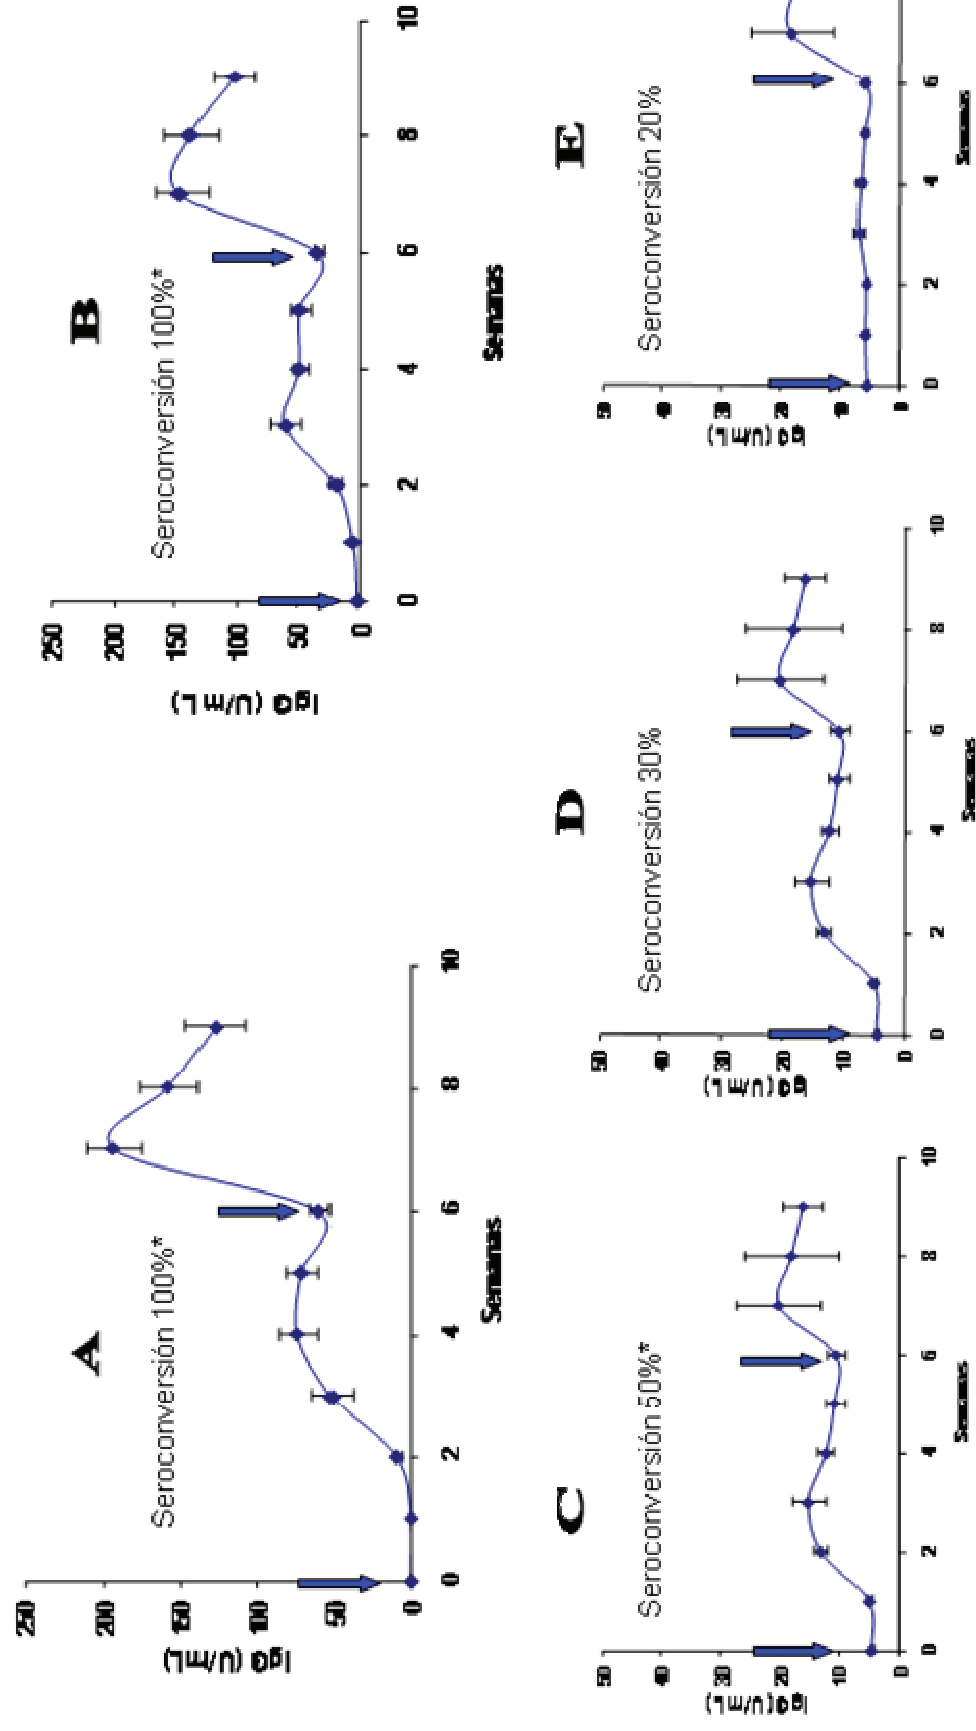 A
Seroconversión 100%*
250
200
150
100
50
0
IgG (U/mL)
0 2 4 6 8 10
Semanas
B
Seroconversión 100%*
250
200
150
100
50
0
IgG (U/mL)
0 2 4 6 8 10
Semanas
C
Seroconversión 50%*
50
40
30
20
10
0
IgG (U/mL)
0 2 4 6 8 10
Semanas
D
Seroconversión 30%
50
40
30
20
10
0
IgG (U/mL)
0 2 4 6 8 10
Semanas
E
Seroconversión 20%
50
40
30
20
10
0
IgG (U/mL)
0 2 4 6
Semanas